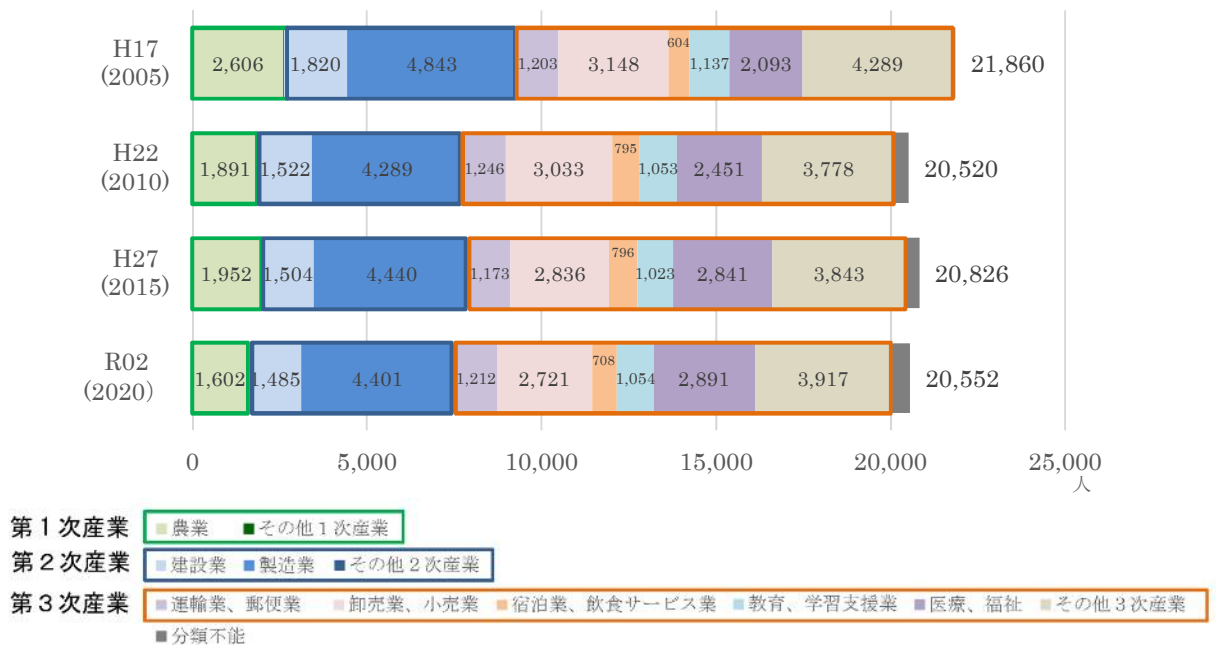 H17
(2005)
2,606 1,820 4,843 1,203 3,148 604 1,137 2,093 4,289 21,860
H22
(2010)
1,891 1,522 4,289 1,246 3,033 795 1,053 2,451 3,778 20,520
H27
(2015)
1,952 1,504 4,440 1,173 2,836 796 1,023 2,841 3,843 20,826
R02
(2020)
1,602 1,485 4,401 1,212 2,721 708 1,054 2,891 3,917 20,552
0 5,000 10,000 15,000 20,000 25,000
人
第１次産業 農業 その他１次産業
第２次産業 建設業 製造業 その他２次産業
第３次産業 運輸業、郵便業 卸売業、小売業 宿泊業、飲食サービス業 教育、学習支援業 医療、福祉 その他３次産業
分類不能